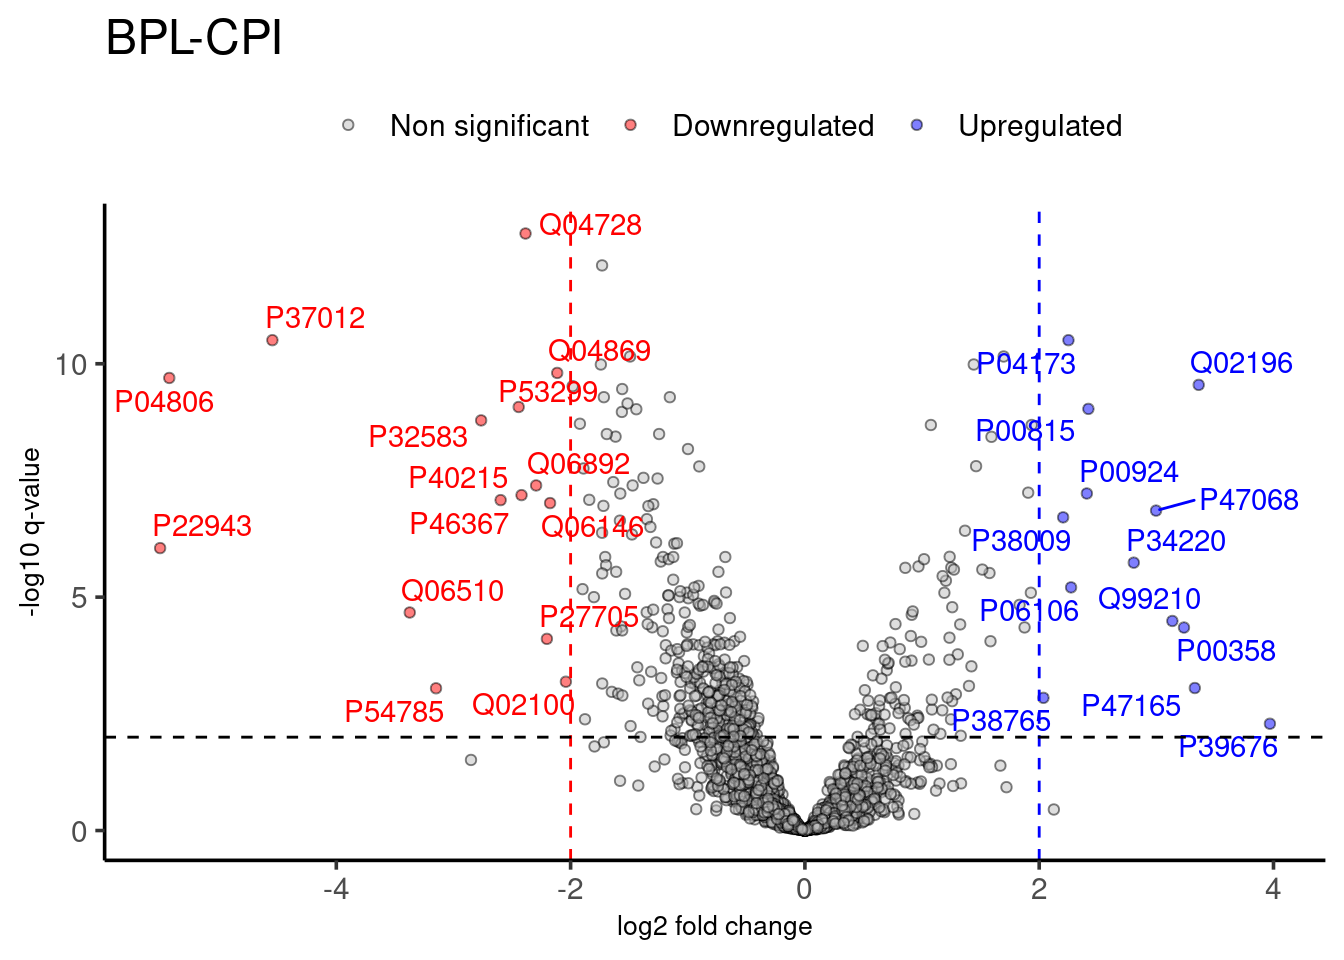 BPL-CPI
Non significant Downregulated Upregulated
Q04728
P37012
Q04869
P04173
Q02196
P04806
P53299
P32583
P00815
Q06892
P40215
P00924
P47068
P22943
P46367
Q06146
P38009
P34220
Q06510
P27705
P06106
Q99210
P00358
P54785
Q02100
P38765
P47165
P39676
10
5
0
-log10 q-value
-4 -2 0 2 4
log2 fold change